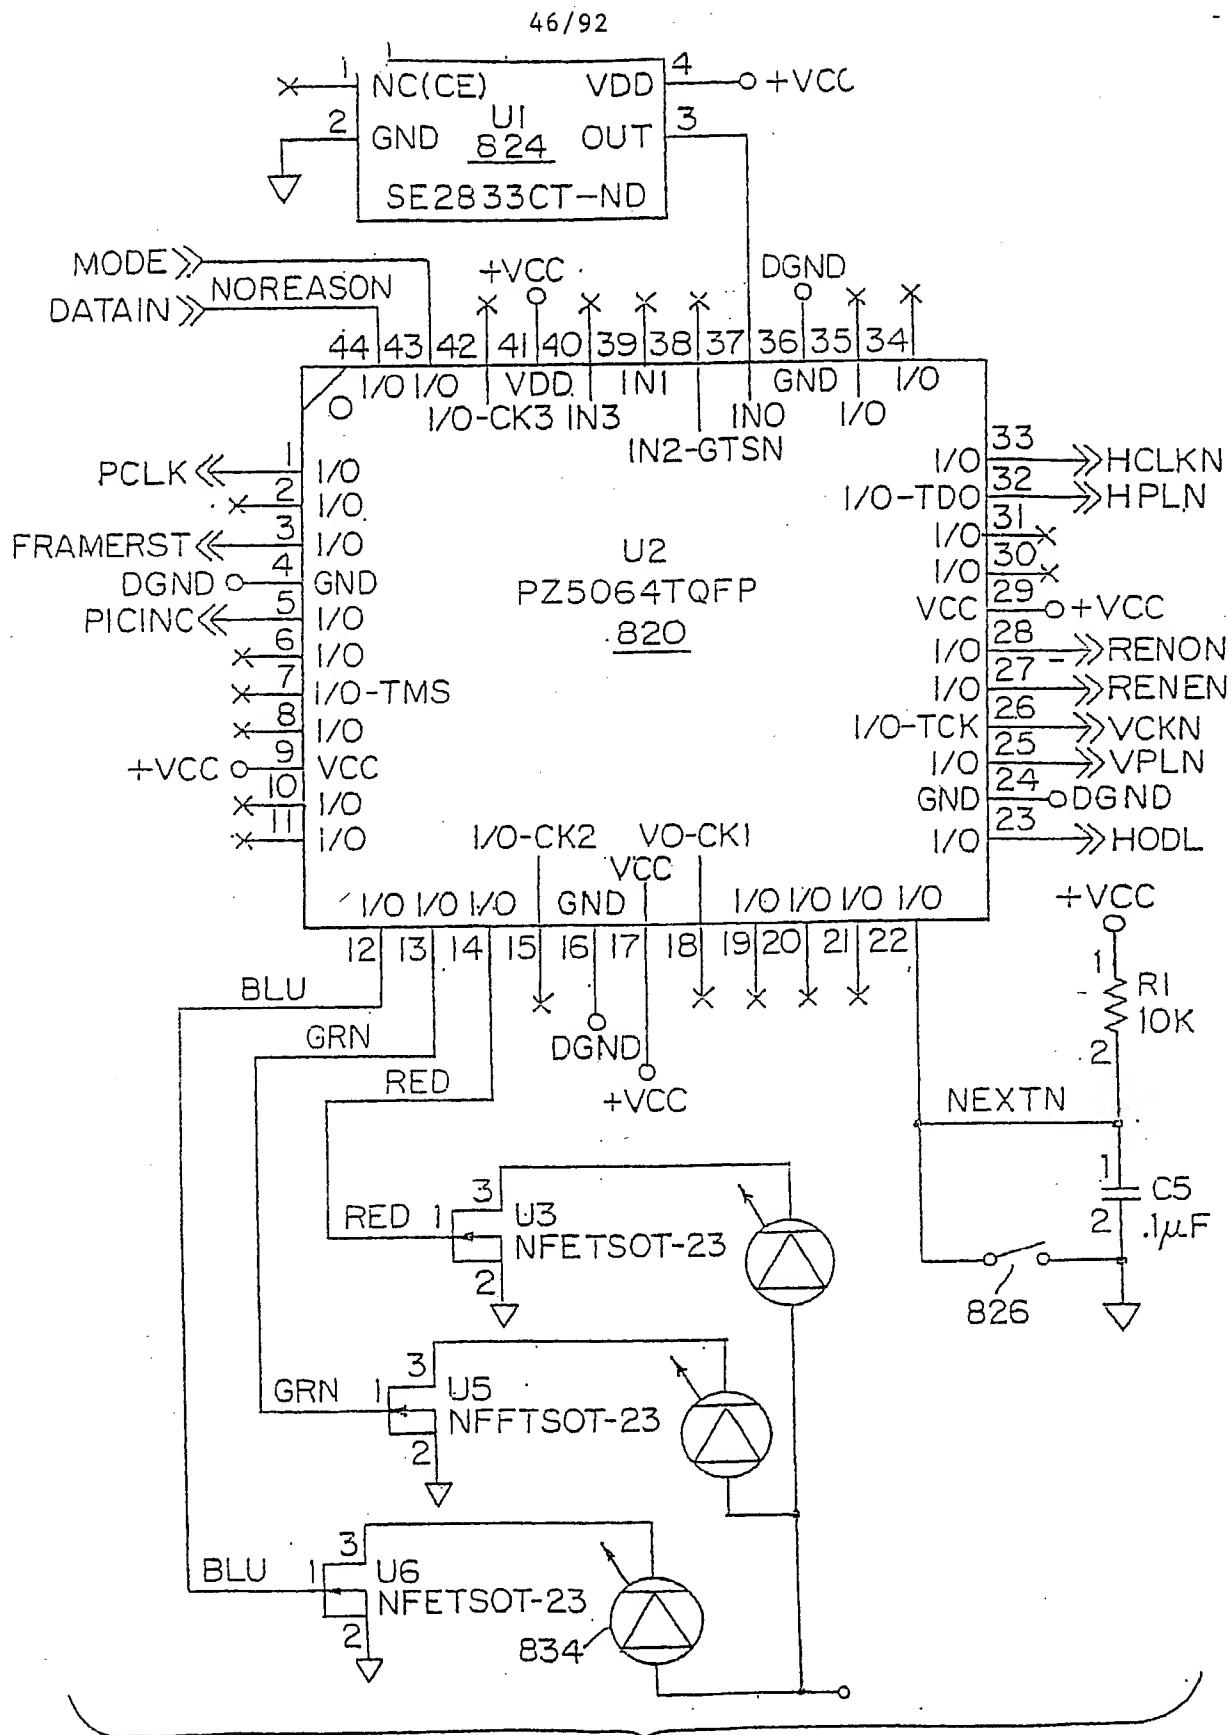 46/92
1 NC(CE) VDD 4 +VCC
2 GND U1 OUT 3
824
SE2833CT-ND
MODE
DATAIN NOREASON
+VCC DGND
44 43 42 41 40 39 38 37 36 35 34
I/O I/O VDD IN1 GND I/O
I/O-CK3 IN3 IN0 I/O
IN2-GTSN
PCLK 1 I/O
2 I/O
FRAMERST 3 I/O
DGND 4 GND
PICINC 5 I/O
6 I/O
7 I/O-TMS
8 I/O
+VCC 9 VCC
10 I/O
11 I/O
U2
PZ5064TQFP
820
I/O 33 HCLKN
I/O-TDO 32 HPLN
I/O 31
I/O 30
VCC 29 +VCC
I/O 28 RENON
I/O 27 RENEN
I/O-TCK 26 VCKN
I/O 25 VPLN
GND 24 DGND
I/O 23 HODL
I/O-CK2 VO-CK1
VCC
I/O I/O I/O GND I/O I/O I/O I/O
12 13 14 15 16 17 18 19 20 21 22
BLU
GRN
RED
DGND
+VCC
+VCC
1 R1
10K
2
NEXTN
1 C5
2 .1µF
826
RED 1 3 U3
NFETSOT-23
2
GRN 1 3 U5
NFFTSOT-23
2
BLU 1 3 U6
NFETSOT-23
2
834